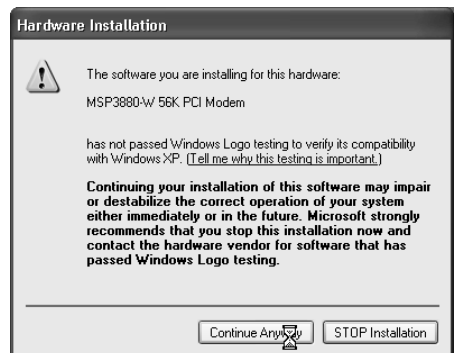 Hardware Installation
The software you are installing for this hardware:
MSP3880-W 56K PCI Modem
has not passed Windows Logo testing to verify its compatibility
with Windows XP. (Tell me why this testing is important.)
Continuing your installation of this software may impair
or destabilize the correct operation of your system
either immediately or in the future. Microsoft strongly
recommends that you stop this installation now and
contact the hardware vendor for software that has
passed Windows Logo testing.
Continue Anyway
STOP Installation